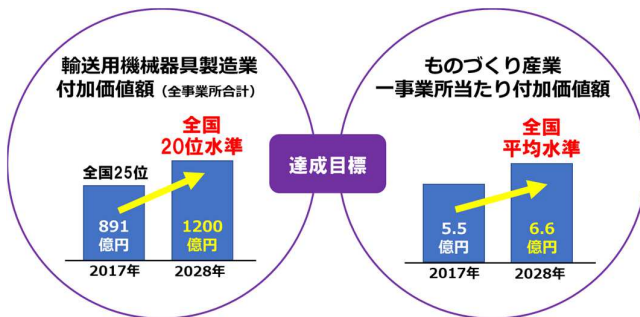 輸送用機械器具製造業
付加価値額（全事業所合計）
全国
20位水準
全国25位
891
億円
1200
億円
2017年
2028年
達成目標
ものづくり産業
一事業所当たり付加価値額
全国
平均水準
5.5
億円
6.6
億円
2017年
2028年